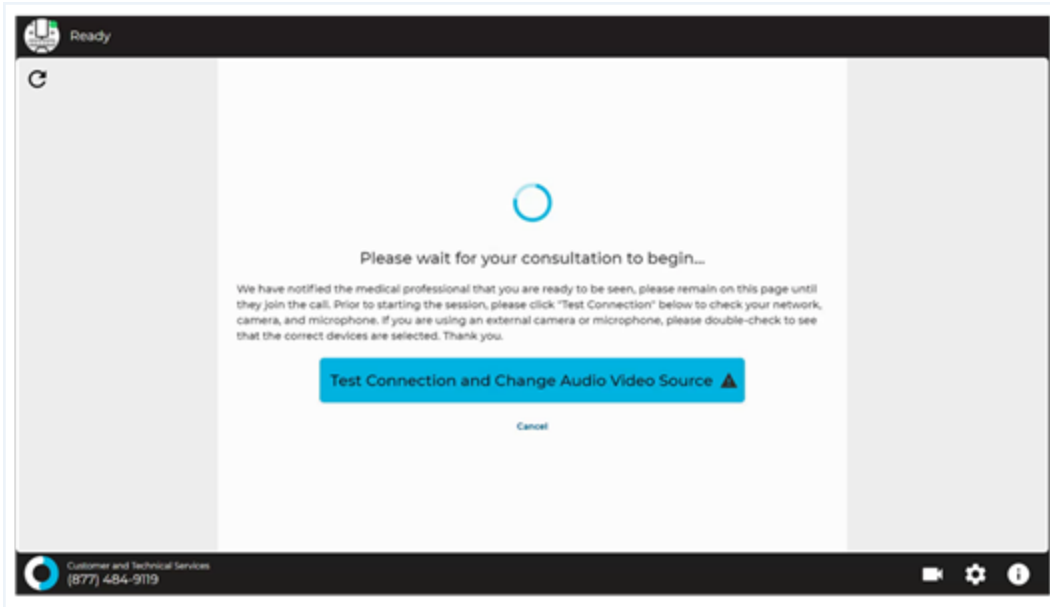 Ready
Please wait for your consultation to begin...
We have notified the medical professional that you are ready to be seen, please remain on this page until
they join the call. Prior to starting the session, please click "Test Connection" below to check your network,
camera, and microphone. If you are using an external camera or microphone, please double-check to see
that the correct devices are selected. Thank you.
Test Connection and Change Audio Video Source
Cancel
Customer and Technical Services
(877) 484-9119